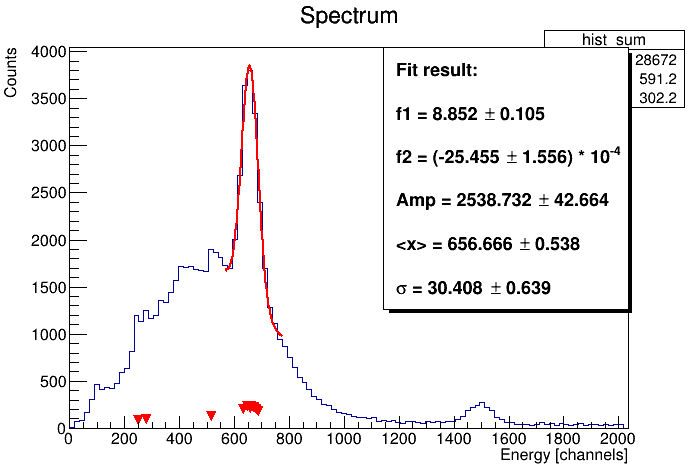 Spectrum
hist_sum
28672
591.2
302.2
Fit result:
f1 = 8.852 ± 0.105
f2 = (-25.455 ± 1.556) * 10^-4
Amp = 2538.732 ± 42.664
<x> = 656.666 ± 0.538
σ = 30.408 ± 0.639
Counts
4000
3500
3000
2500
2000
1500
1000
500
0
0 200 400 600 800 1000 1200 1400 1600 1800 2000
Energy [channels]